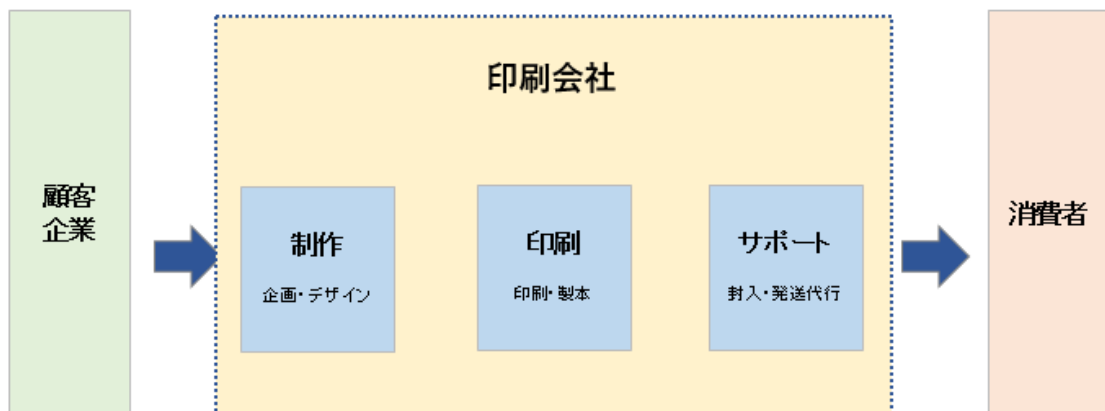 顧客
企業
印刷会社
制作
企画・デザイン
印刷
印刷・製本
サポート
封入・発送代行
消費者